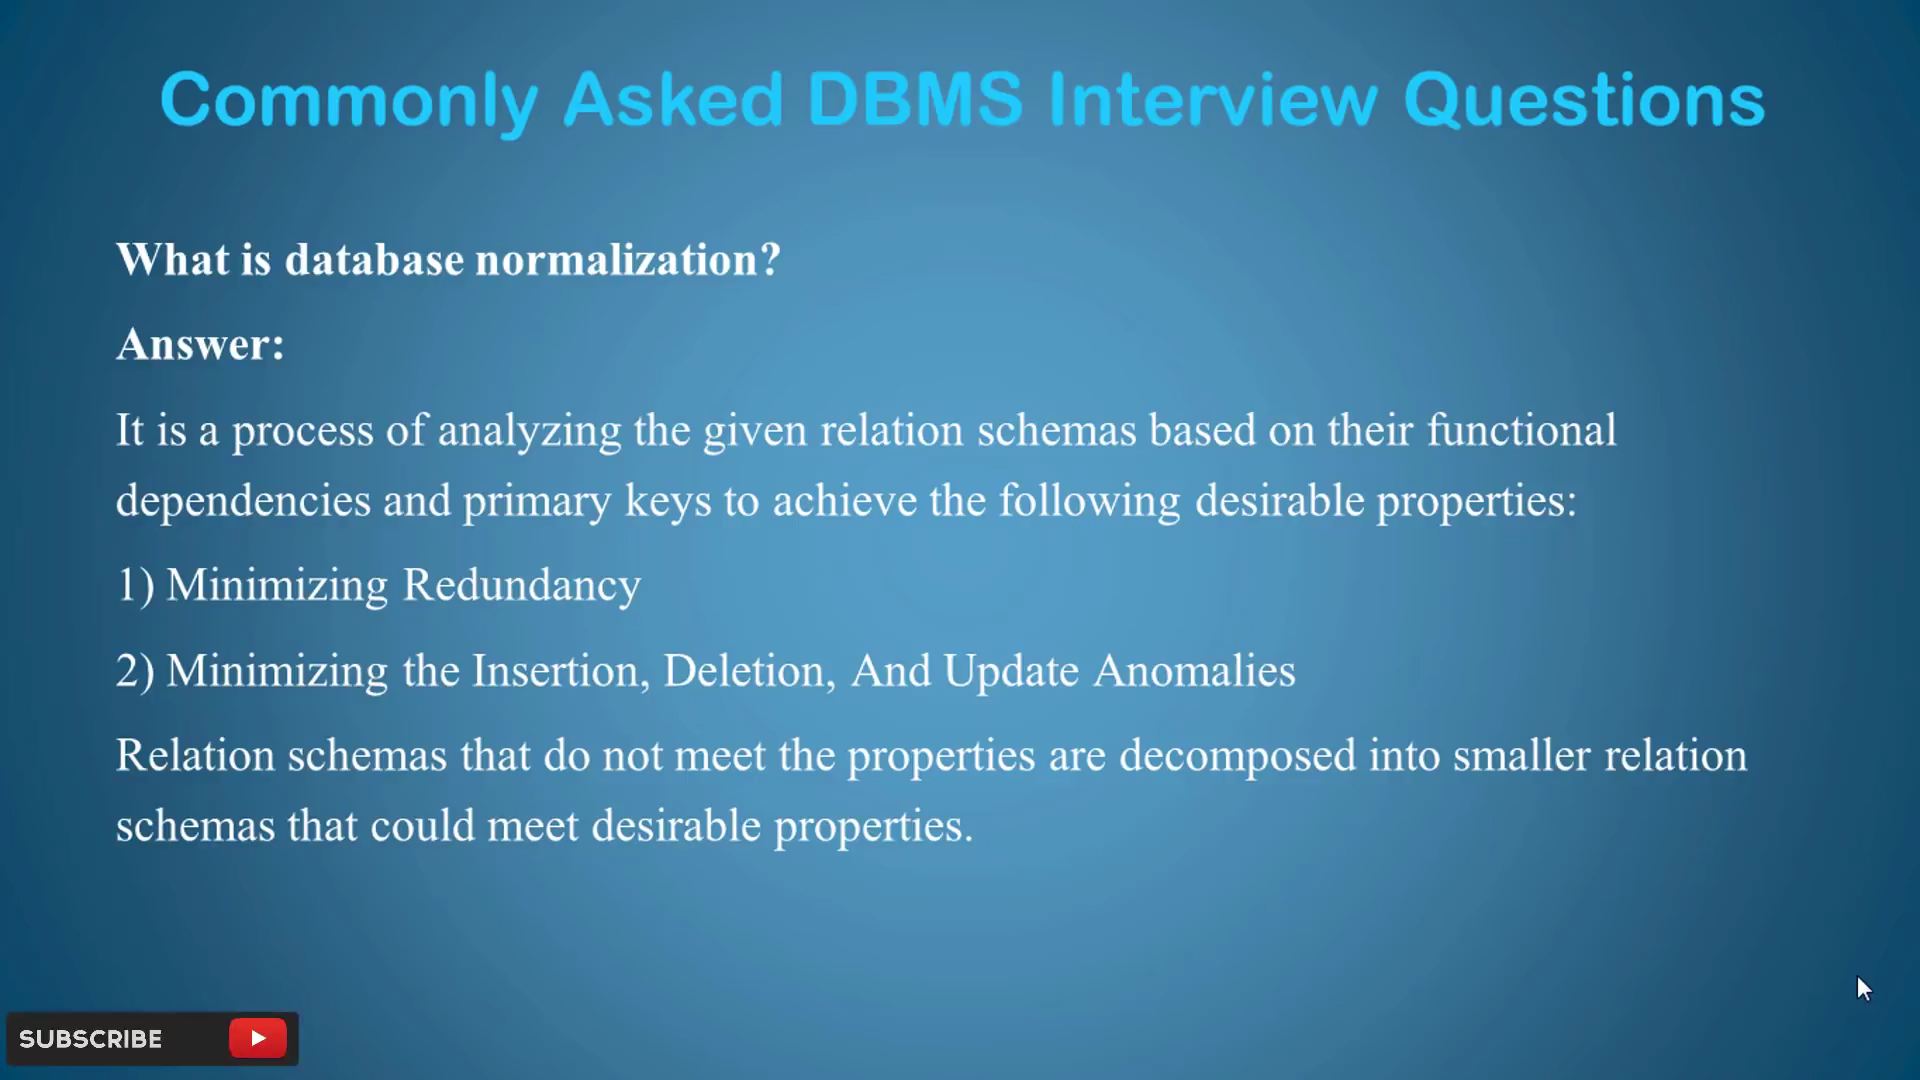 Commonly Asked DBMS Interview Questions
What is database normalization?
Answer:
It is a process of analyzing the given relation schemas based on their functional
dependencies and primary keys to achieve the following desirable properties:
1) Minimizing Redundancy
2) Minimizing the Insertion, Deletion, And Update Anomalies
Relation schemas that do not meet the properties are decomposed into smaller relation
schemas that could meet desirable properties.
SUBSCRIBE